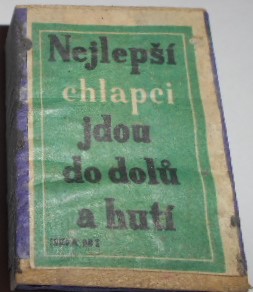 Nejlepší
chlapci
jdou
do dolů
a hutí